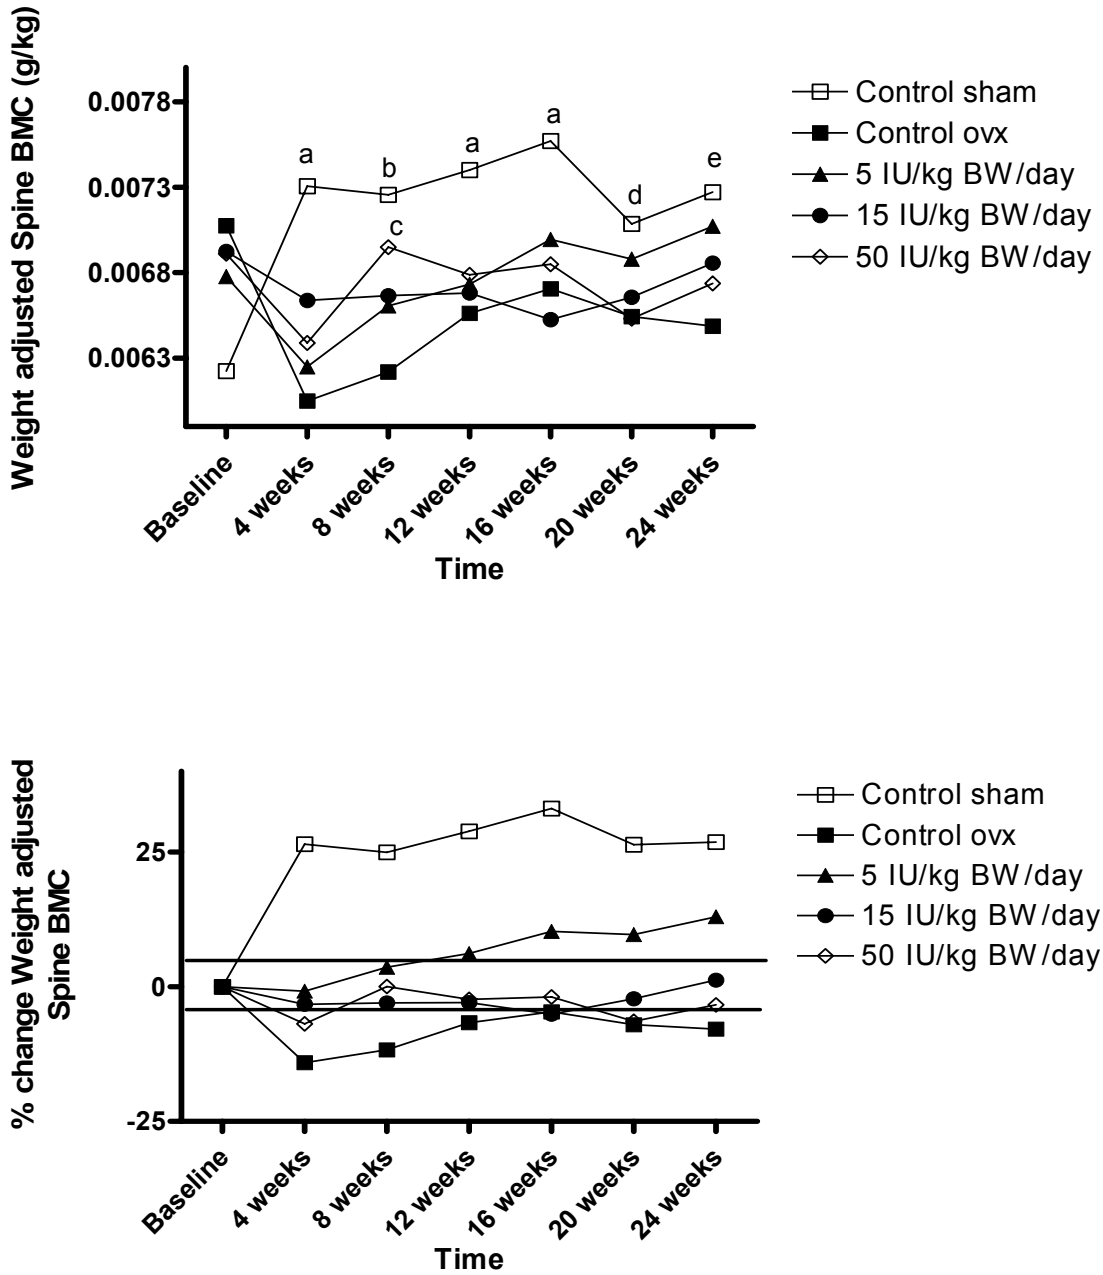 Weight adjusted Spine BMC (g/kg)
0.0078
0.0073
0.0068
0.0063
a
b
c
a
a
d
e
Control sham
Control ovx
5 IU/kg BW/day
15 IU/kg BW/day
50 IU/kg BW/day
Baseline
4 weeks
8 weeks
12 weeks
16 weeks
20 weeks
24 weeks
Time
% change Weight adjusted
Spine BMC
25
0
-25
Control sham
Control ovx
5 IU/kg BW/day
15 IU/kg BW/day
50 IU/kg BW/day
Baseline
4 weeks
8 weeks
12 weeks
16 weeks
20 weeks
24 weeks
Time